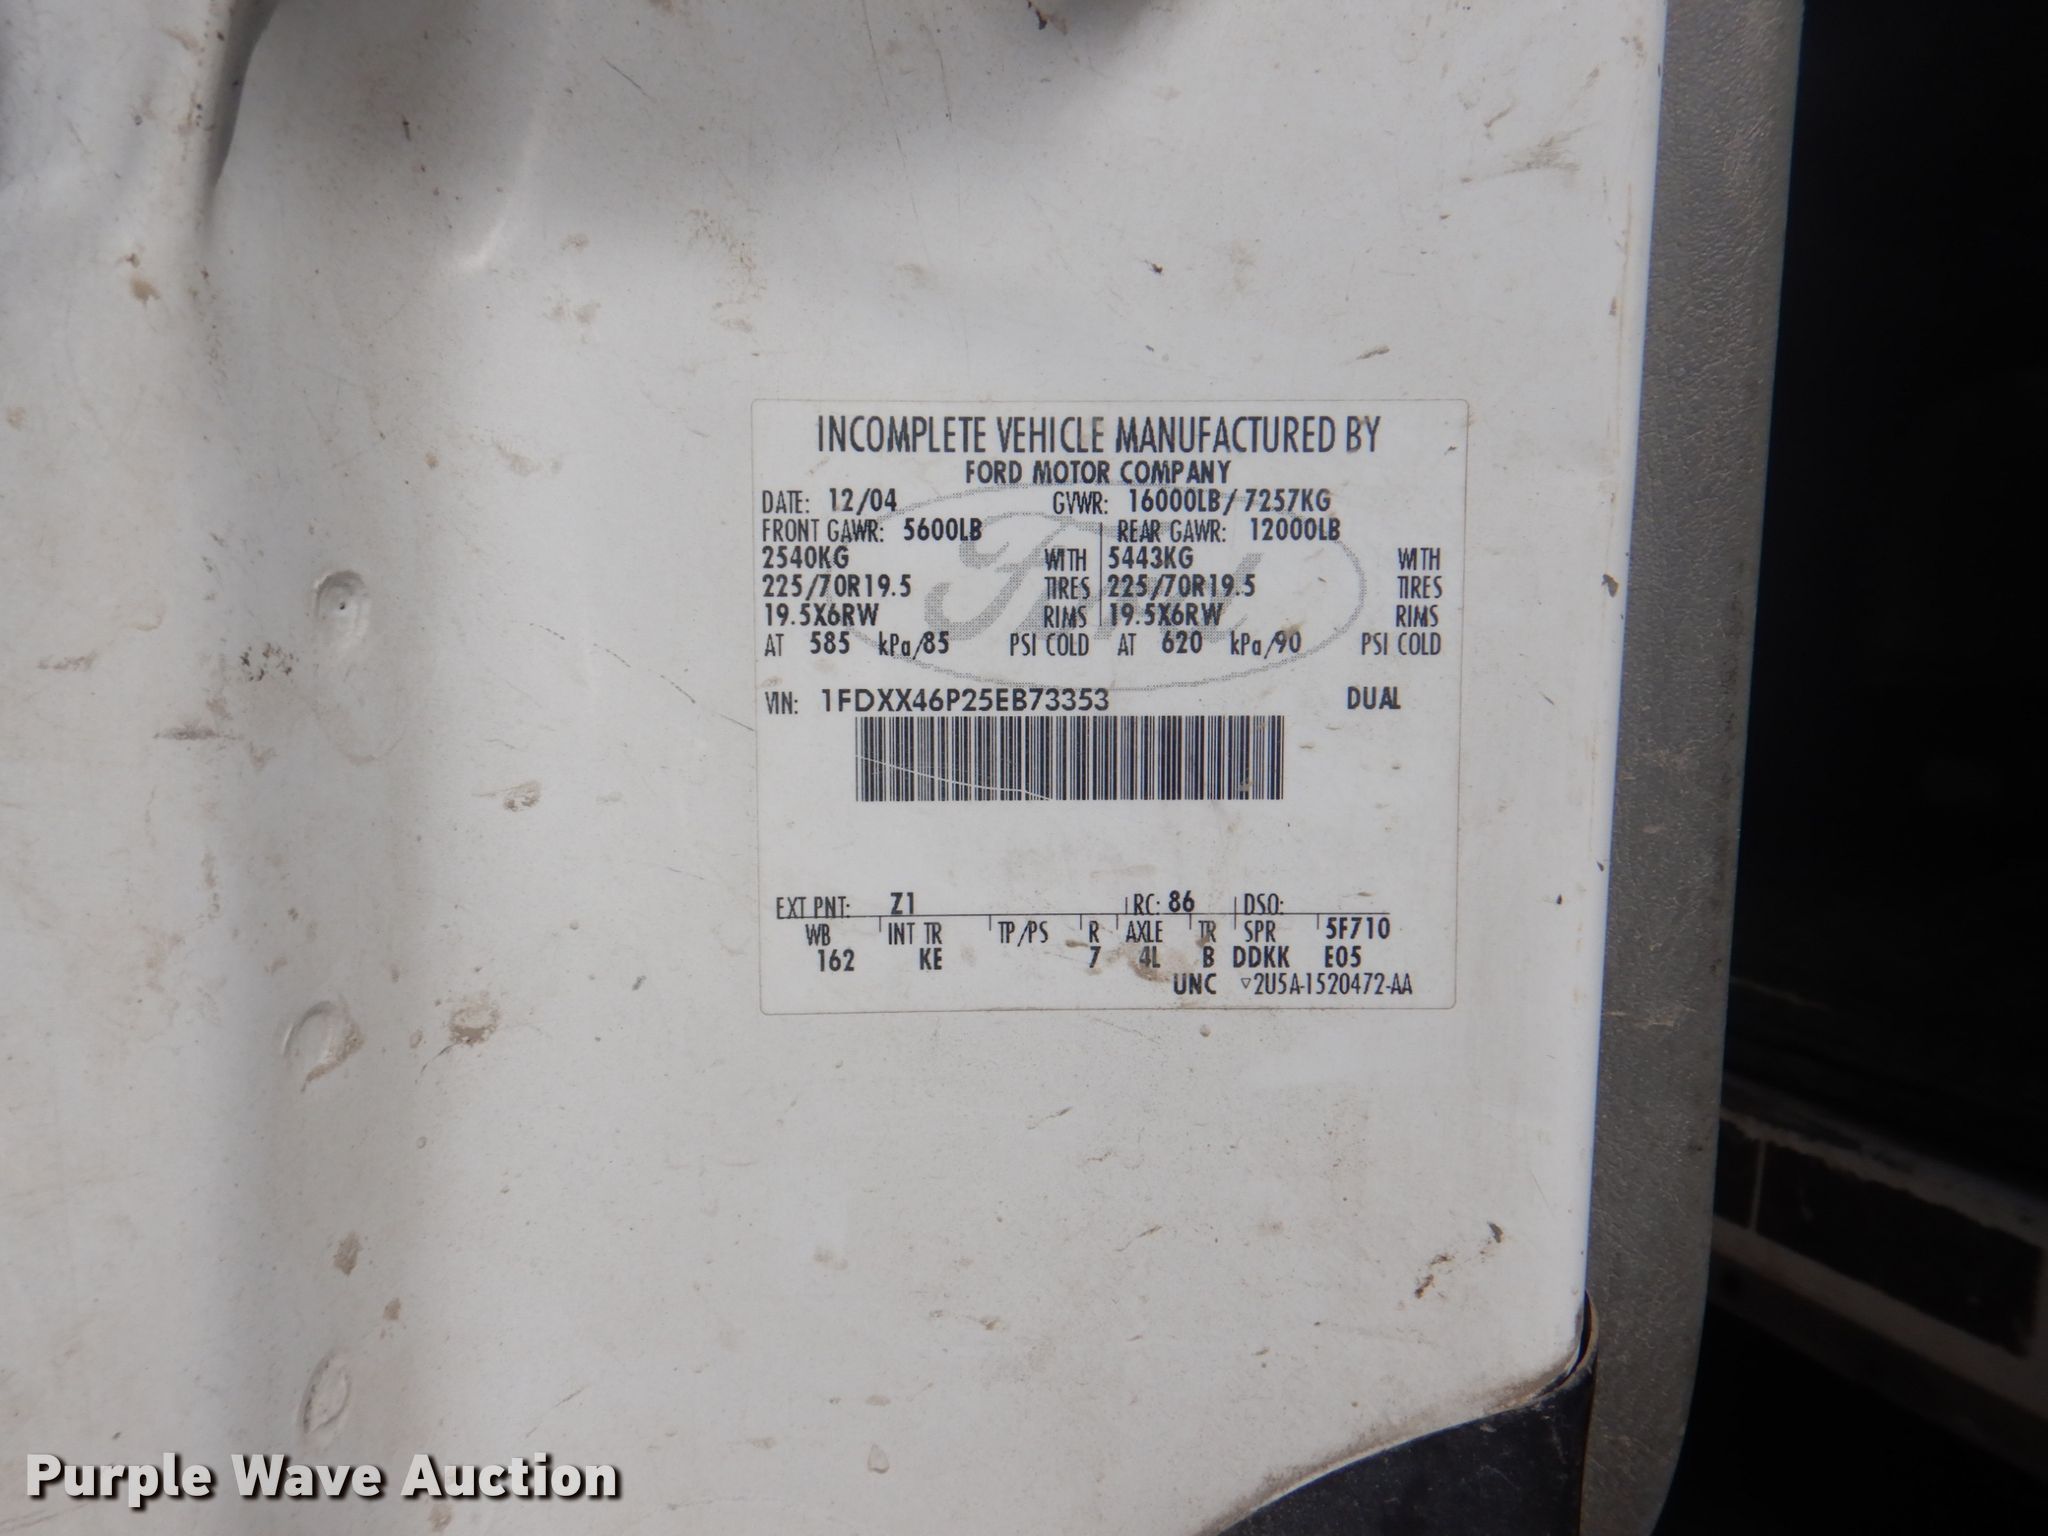 INCOMPLETE VEHICLE MANUFACTURED BY
FORD MOTOR COMPANY
DATE: 12/04 GVWR: 16000LB/ 7257KG
FRONT GAWR: 5600LB REAR GAWR: 12000LB
2540KG WITH 5443KG WITH
225/70R19.5 TIRES 225/70R19.5 TIRES
19.5X6RW RIMS 19.5X6RW RIMS
AT 585 kPa/85 PSI COLD AT 620 kPa/90 PSI COLD
VIN: 1FDXX46P25EB73353 DUAL
EXT PNT: Z1 RC: 86 DSO:
WB INT TR TP/PS R AXLE TR SPR 5F710
162 KE 7 4L B DDKK E05
UNC ▽2U5A-1520472-AA
Purple Wave Auction